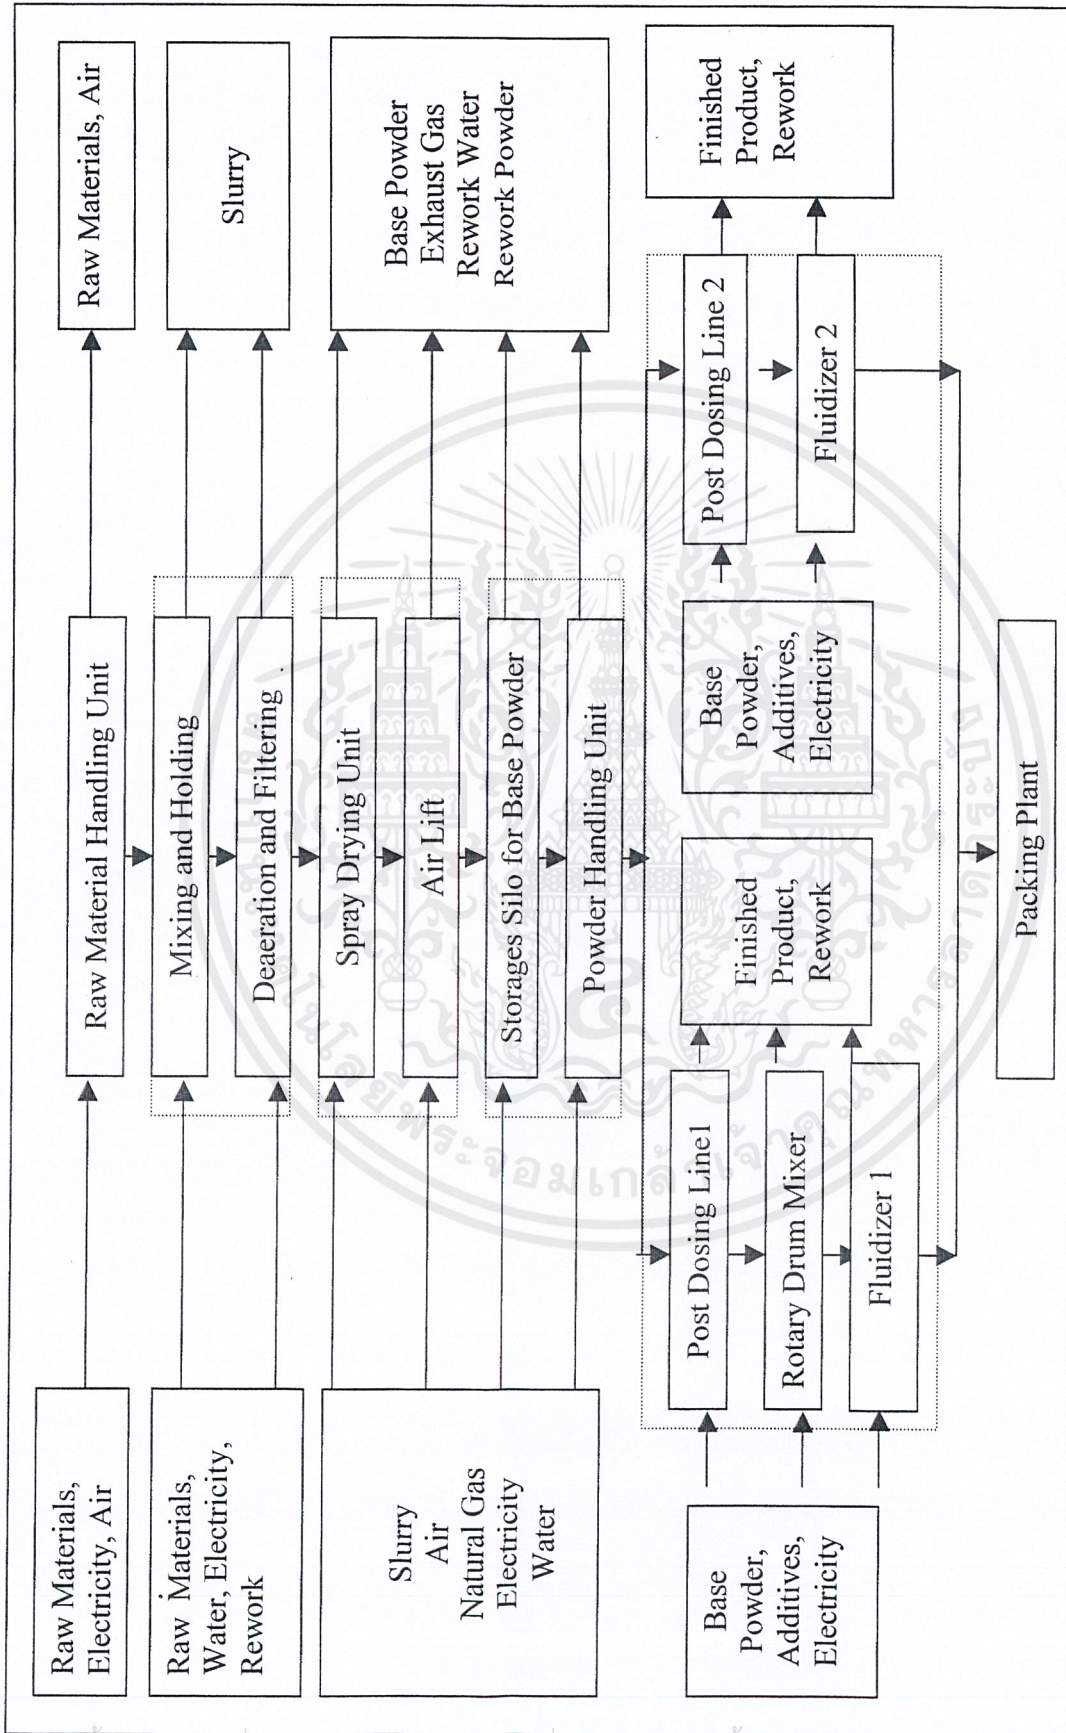 Raw Materials,
Electricity, Air
Raw Material Handling Unit
Raw Materials, Air
Raw Materials,
Water, Electricity,
Rework
Mixing and Holding
Deaeration and Filtering
Slurry
Slurry
Air
Natural Gas
Electricity
Water
Spray Drying Unit
Air Lift
Storages Silo for Base Powder
Powder Handling Unit
Base Powder
Exhaust Gas
Rework Water
Rework Powder
Base
Powder,
Additives,
Electricity
Post Dosing Line1
Rotary Drum Mixer
Fluidizer 1
Finished
Product,
Rework
Base
Powder,
Additives,
Electricity
Post Dosing Line 2
Fluidizer 2
Finished
Product,
Rework
Packing Plant